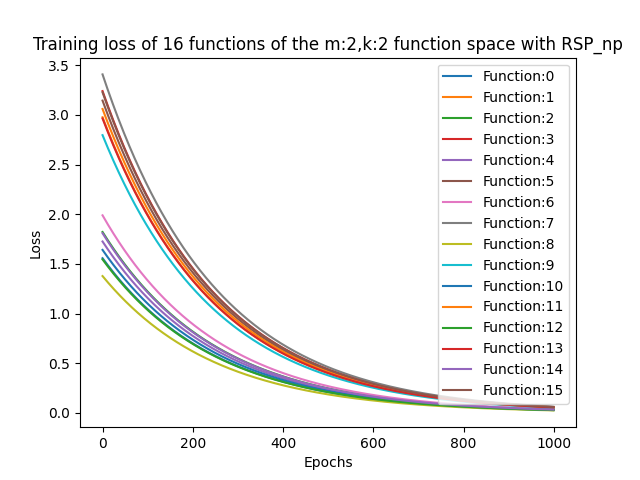 Training loss of 16 functions of the m:2,k:2 function space with RSP_np
3.5
3.0
2.5
2.0
1.5
1.0
0.5
0.0
Loss
0
200
400
600
800
1000
Epochs
Function:0
Function:1
Function:2
Function:3
Function:4
Function:5
Function:6
Function:7
Function:8
Function:9
Function:10
Function:11
Function:12
Function:13
Function:14
Function:15